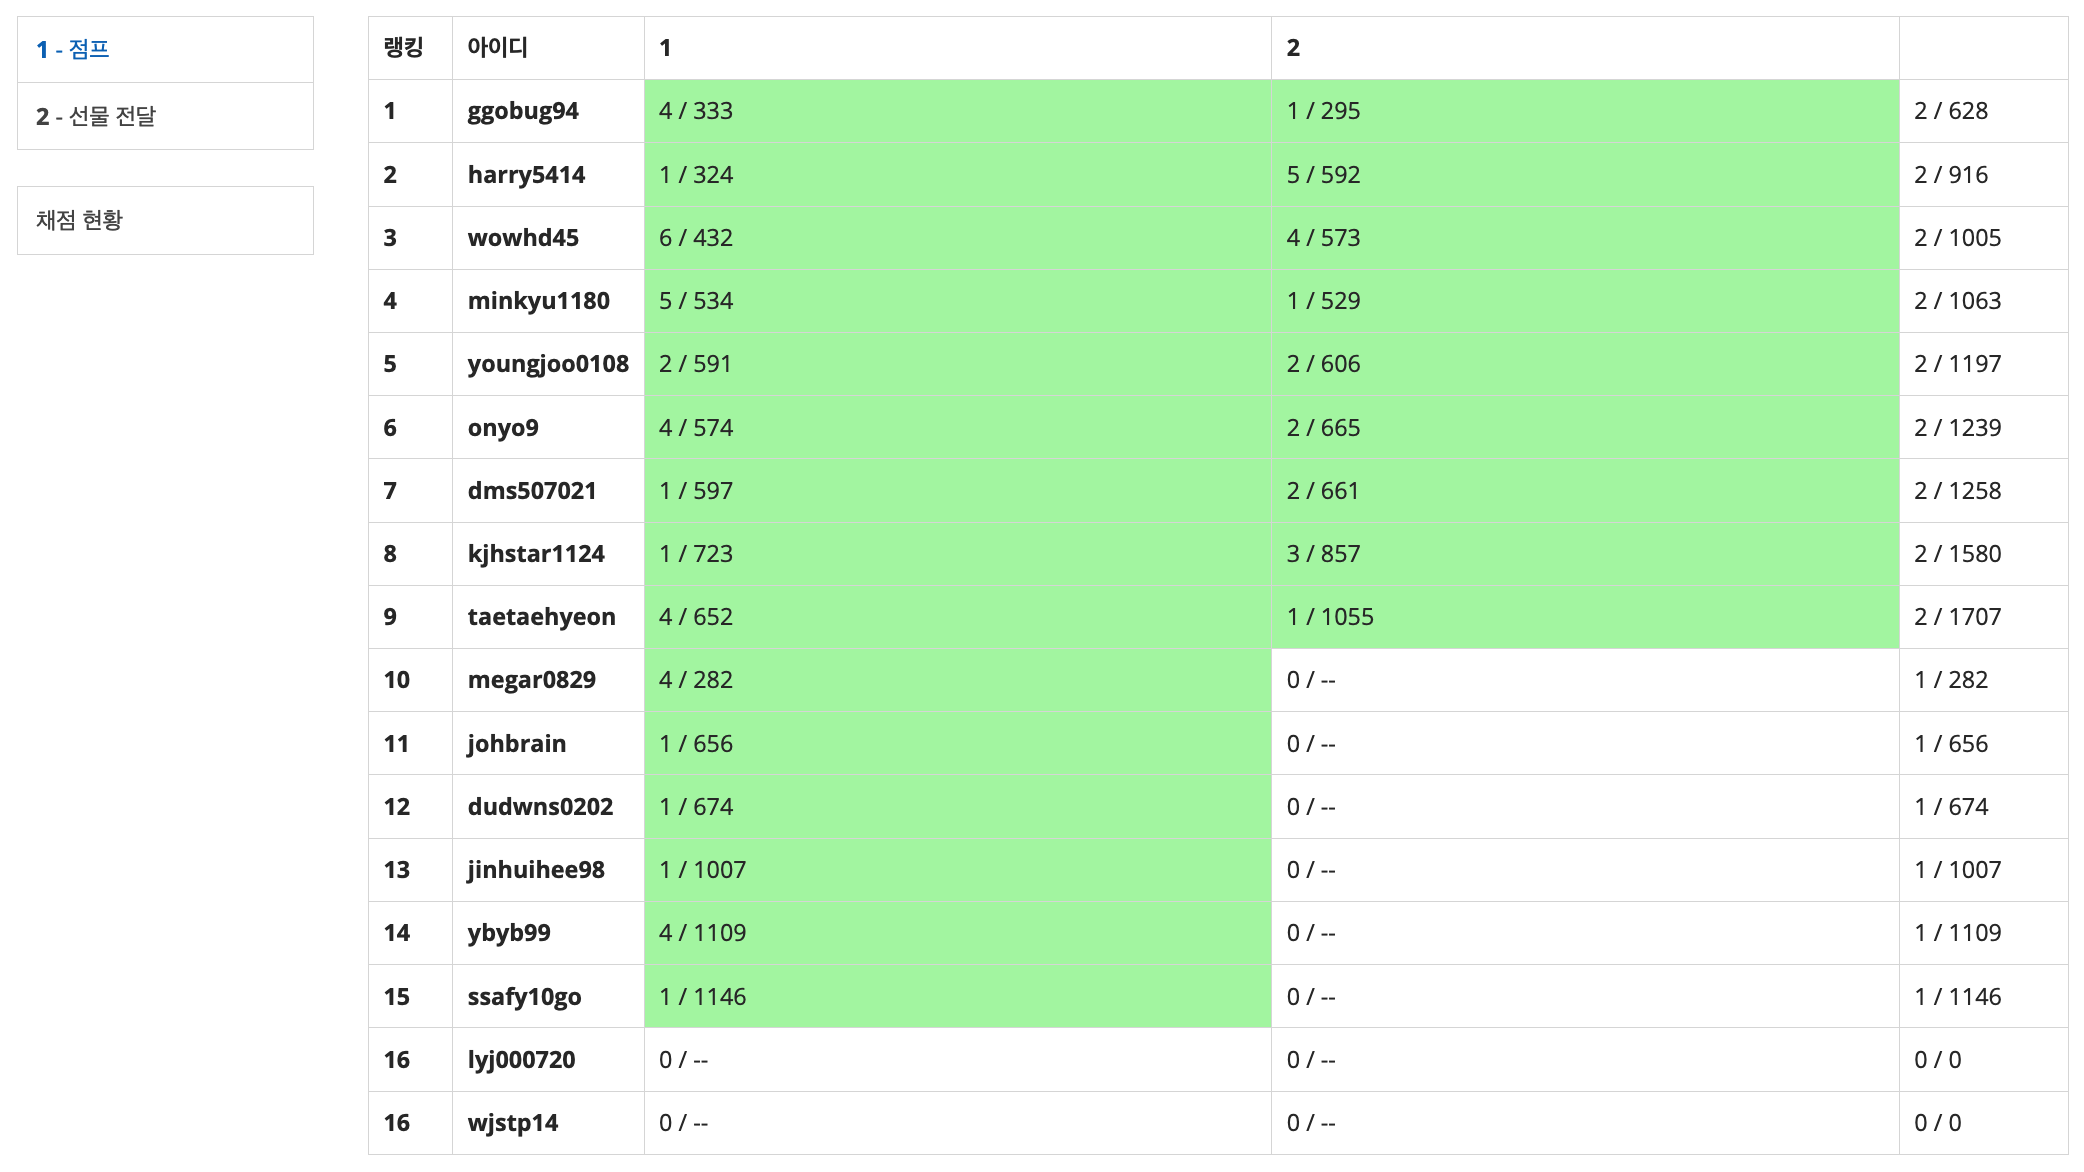 1 - 점프
2 - 선물 전달
채점 현황
랭킹 아이디 1 2
1 ggobug94 4 / 333 1 / 295 2 / 628
2 harry5414 1 / 324 5 / 592 2 / 916
3 wowhd45 6 / 432 4 / 573 2 / 1005
4 minkyu1180 5 / 534 1 / 529 2 / 1063
5 youngjoo0108 2 / 591 2 / 606 2 / 1197
6 onyo9 4 / 574 2 / 665 2 / 1239
7 dms507021 1 / 597 2 / 661 2 / 1258
8 kjhstar1124 1 / 723 3 / 857 2 / 1580
9 taetaehyeon 4 / 652 1 / 1055 2 / 1707
10 megar0829 4 / 282 0 / -- 1 / 282
11 johbrain 1 / 656 0 / -- 1 / 656
12 dudwns0202 1 / 674 0 / -- 1 / 674
13 jinhuihee98 1 / 1007 0 / -- 1 / 1007
14 ybyb99 4 / 1109 0 / -- 1 / 1109
15 ssafy10go 1 / 1146 0 / -- 1 / 1146
16 lyj000720 0 / -- 0 / -- 0 / 0
16 wjstp14 0 / -- 0 / -- 0 / 0